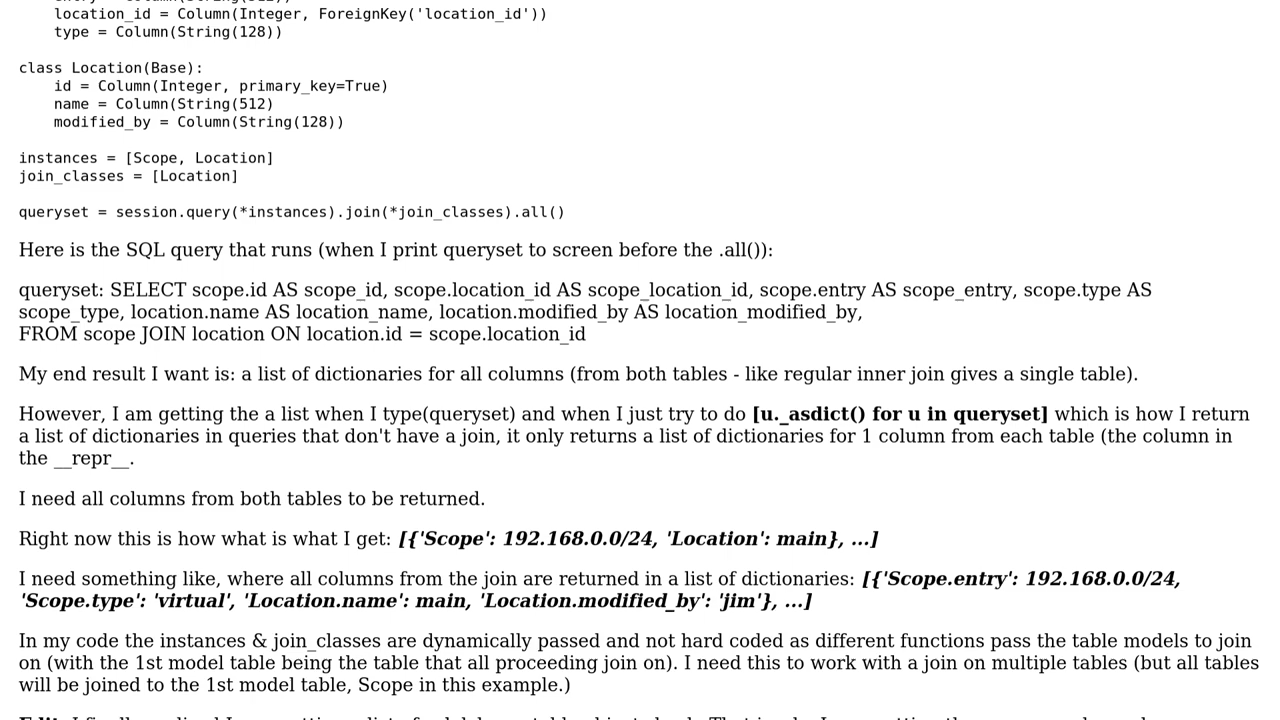 location_id = Column(Integer, ForeignKey('location_id'))
type = Column(String(128))
class Location(Base):
id = Column(Integer, primary_key=True)
name = Column(String(512)
modified_by = Column(String(128))
instances = [Scope, Location]
join_classes = [Location]
queryset = session.query(*instances).join(*join_classes).all()
Here is the SQL query that runs (when I print queryset to screen before the .all()):
queryset: SELECT scope.id AS scope_id, scope.location_id AS scope_location_id, scope.entry AS scope_entry, scope.type AS
scope_type, location.name AS location_name, location.modified_by AS location_modified_by,
FROM scope JOIN location ON location.id = scope.location_id
My end result I want is: a list of dictionaries for all columns (from both tables - like regular inner join gives a single table).
However, I am getting the a list when I type(queryset) and when I just try to do [u._asdict() for u in queryset] which is how I return
a list of dictionaries in queries that don't have a join, it only returns a list of dictionaries for 1 column from each table (the column in
the __repr__.
I need all columns from both tables to be returned.
Right now this is how what is what I get: [{'Scope': 192.168.0.0/24, 'Location': main}, ...]
I need something like, where all columns from the join are returned in a list of dictionaries: [{'Scope.entry': 192.168.0.0/24,
'Scope.type': 'virtual', 'Location.name': main, 'Location.modified_by': 'jim'}, ...]
In my code the instances & join_classes are dynamically passed and not hard coded as different functions pass the table models to join
on (with the 1st model table being the table that all proceeding join on). I need this to work with a join on multiple tables (but all tables
will be joined to the 1st model table, Scope in this example.)